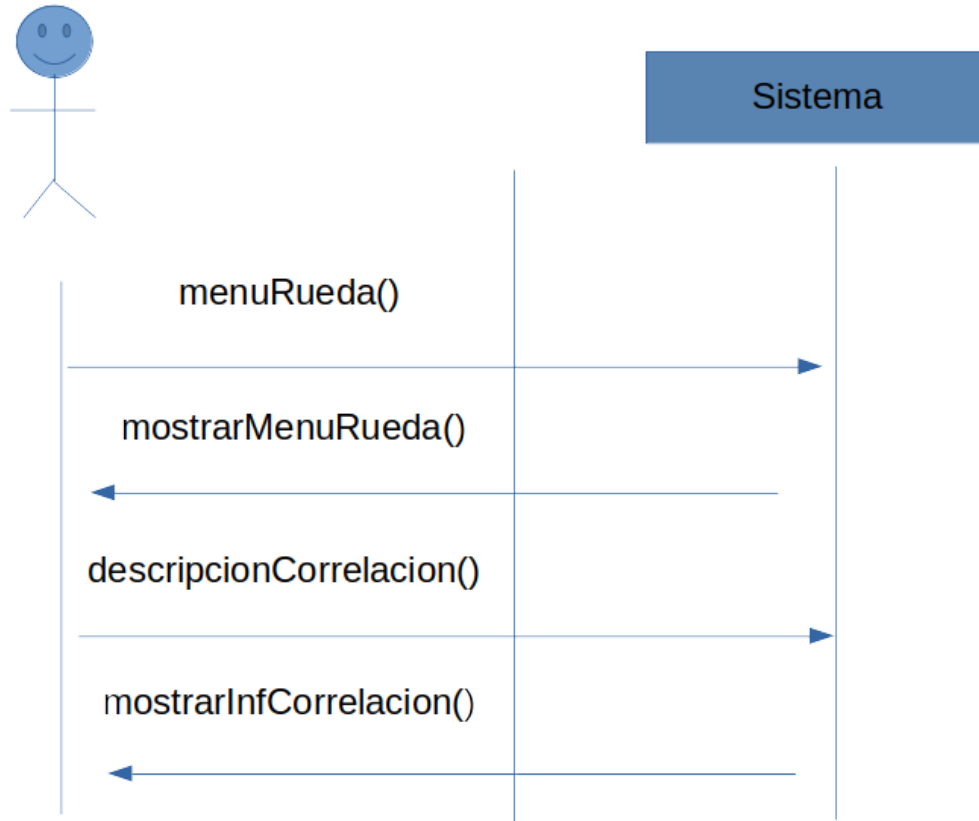 Sistema
menuRueda()
mostrarMenuRueda()
descripcionCorrelacion()
mostrarInfCorrelacion()